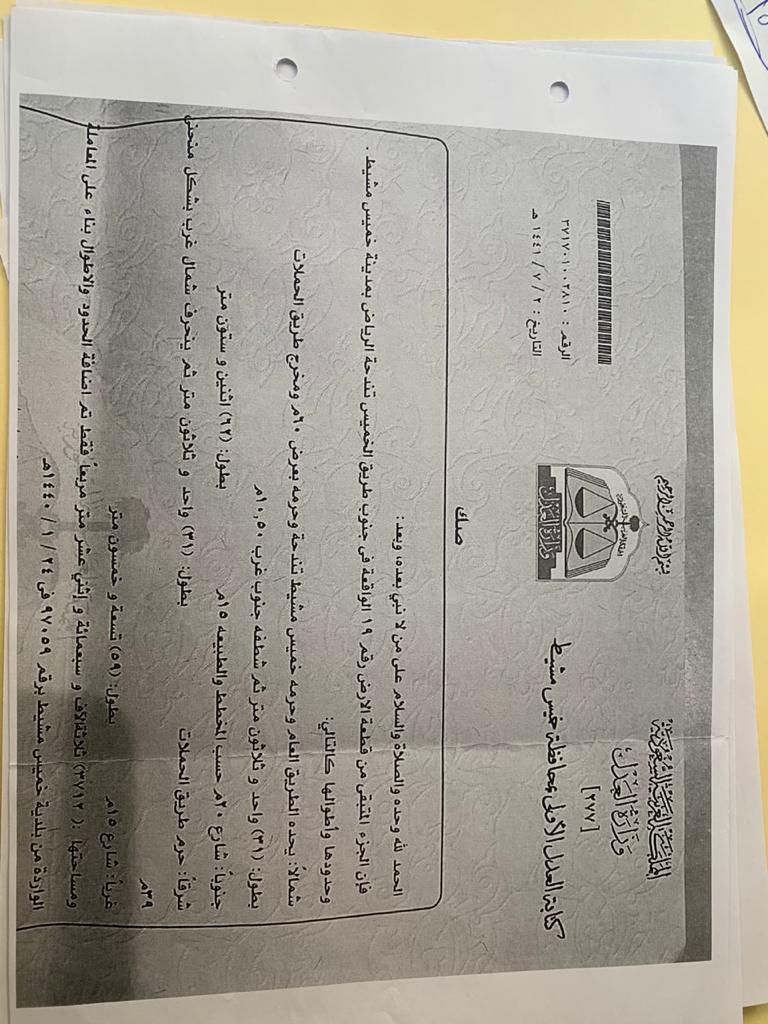 بسم الله الرحمن الرحيم
المملكة العربية السعودية
وزارة العدل
[٢٧٧]
كتابة العدل الأولى بمحافظة خميس مشيط
المملكة العربية السعودية
وزارة العدل
الرقم : ٣٧١٧٠١٠٠٢٨١٠
التاريخ : ٢ / ٧ / ١٤٤١ هـ
صك
الحمد لله وحده والصلاة والسلام على من لا نبي بعده، وبعد:
فإن الجزء المتبقى من قطعة الارض رقم ١٩ الواقعة في جنوب طريق الخميس تندحة الرياض بمدينة خميس مشيط .
وحدودها وأطوالها كالتالي:
شمالاً: يحده الطريق العام وحرمه خميس مشيط تندحة وحرمه بعرض ٦٠م ومخرج طريق الحملات
بطول: (٣١) واحد و ثلاثون متر ثم شطفه جنوب غرب ١٠,٥٠م
جنوباً: شارع ٢٠م حسب المخطط والطبيعه ١٥م بطول: (٦٢) اثنين و ستون متر
شرقاً: حرم طريق الحملات بطول: (٣١) واحد و ثلاثون متر ثم ينحرف شمال غرب بشكل منحنى
٣٩م
غرباً: شارع ١٥م بطول: (٥٩) تسعة و خمسون متر
ومساحتها : (٣٧١٢) ثلاثةالآف و سبعمائة و إثني عشر متر مربعاً فقط تم اضافة الحدود والاطوال بناء على المعاملة
الواردة من بلدية خميس مشيط برقم ٩٧٠٥٩ في ٢٤ / ١ / ١٤٤٠هـ